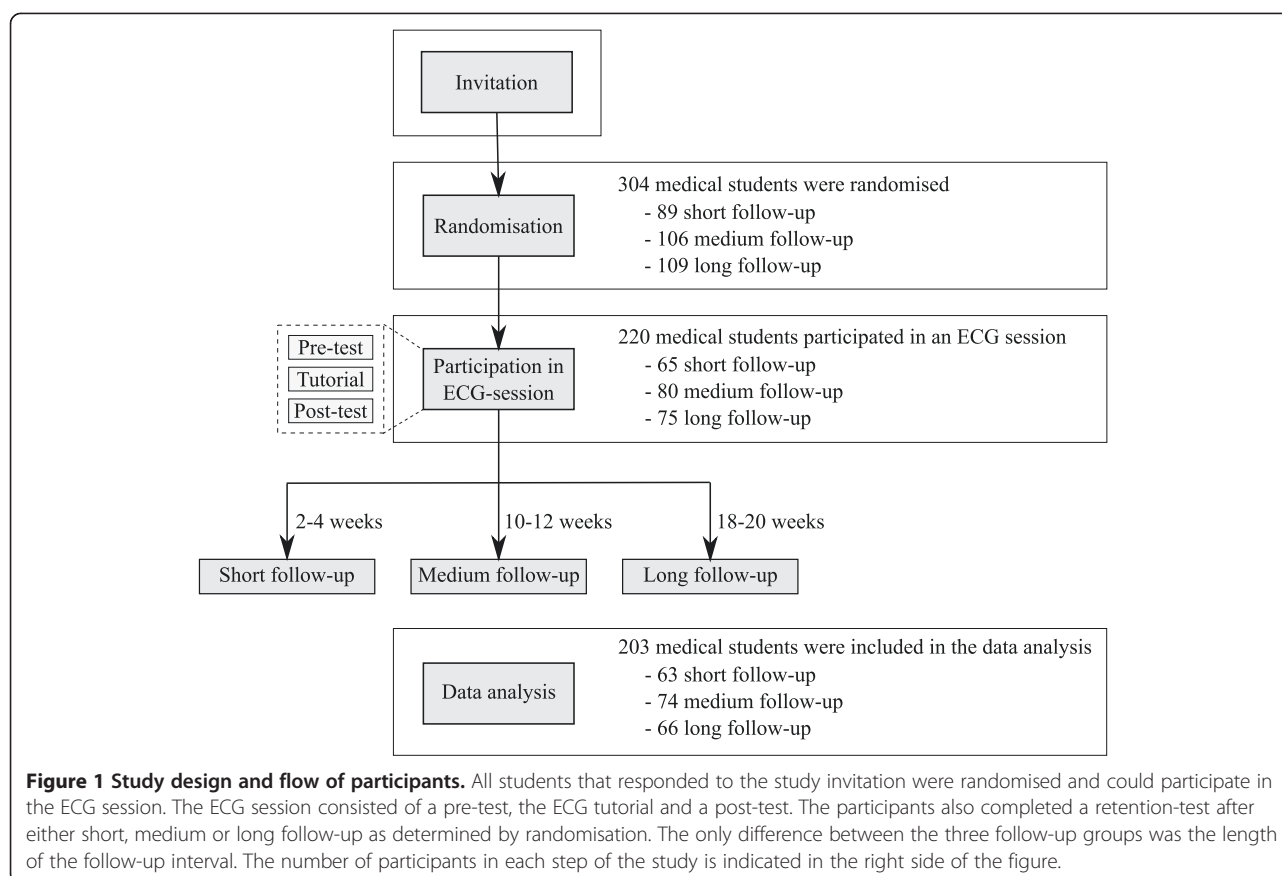 Invitation
Randomisation
304 medical students were randomised
- 89 short follow-up
- 106 medium follow-up
- 109 long follow-up
Pre-test
Tutorial
Post-test
Participation in
ECG-session
220 medical students participated in an ECG session
- 65 short follow-up
- 80 medium follow-up
- 75 long follow-up
2-4 weeks
10-12 weeks
18-20 weeks
Short follow-up
Medium follow-up
Long follow-up
Data analysis
203 medical students were included in the data analysis
- 63 short follow-up
- 74 medium follow-up
- 66 long follow-up
Figure 1 Study design and flow of participants. All students that responded to the study invitation were randomised and could participate in
the ECG session. The ECG session consisted of a pre-test, the ECG tutorial and a post-test. The participants also completed a retention-test after
either short, medium or long follow-up as determined by randomisation. The only difference between the three follow-up groups was the length
of the follow-up interval. The number of participants in each step of the study is indicated in the right side of the figure.